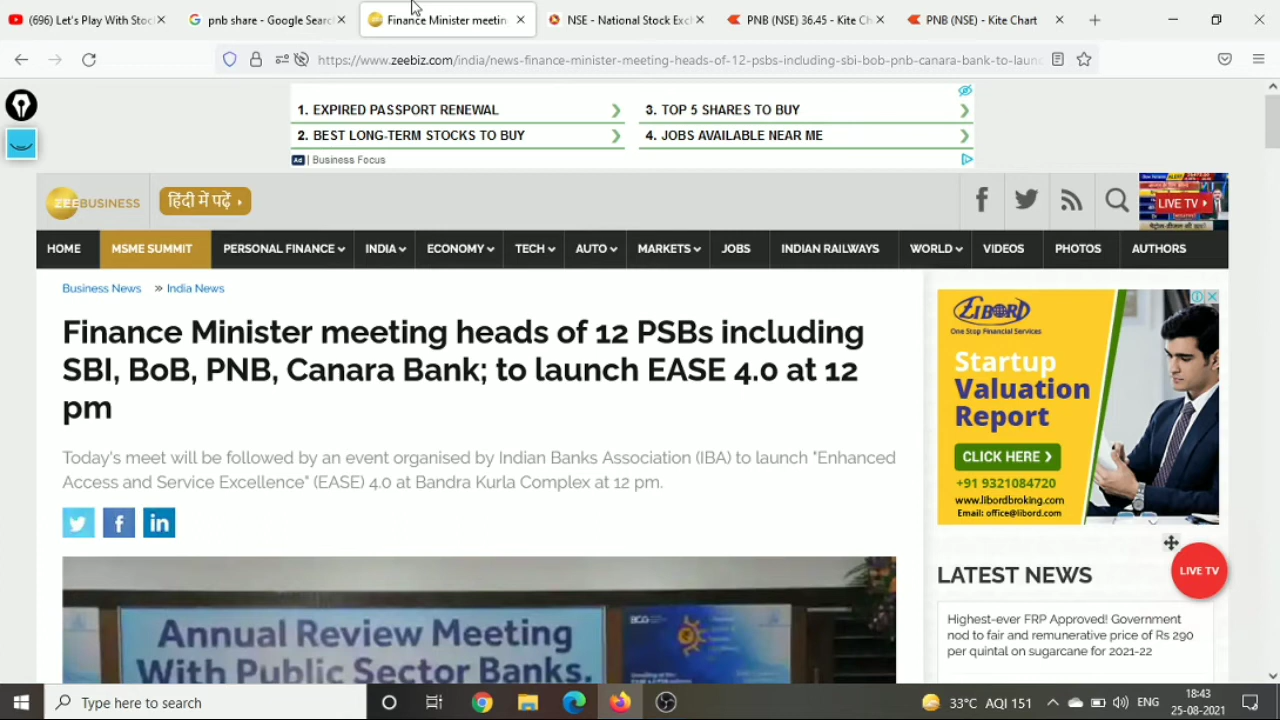 (696) Let's Play With Stoc
pnb share - Google Searc
Finance Minister meetin
NSE - National Stock Exc
PNB (NSE) 36.45 - Kite Ch
PNB (NSE) - Kite Chart
https://www.zeebiz.com/india/news-finance-minister-meeting-heads-of-12-psbs-including-sbi-bob-pnb-canara-bank-to-laun
1. EXPIRED PASSPORT RENEWAL
3. TOP 5 SHARES TO BUY
2. BEST LONG-TERM STOCKS TO BUY
4. JOBS AVAILABLE NEAR ME
Ad | Business Focus
ZEEBUSINESS
हिंदी में पढ़ें
LIVE TV
HOME
MSME SUMMIT
PERSONAL FINANCE
INDIA
ECONOMY
TECH
AUTO
MARKETS
JOBS
INDIAN RAILWAYS
WORLD
VIDEOS
PHOTOS
AUTHORS
Business News » India News
Finance Minister meeting heads of 12 PSBs including
SBI, BoB, PNB, Canara Bank; to launch EASE 4.0 at 12
pm
Today's meet will be followed by an event organised by Indian Banks Association (IBA) to launch "Enhanced
Access and Service Excellence" (EASE) 4.0 at Bandra Kurla Complex at 12 pm.
Annual Review Meeting
With Public Sector Banks.
BCG
LIBORD
One Stop Financial Services
Startup
Valuation
Report
CLICK HERE
+91 9321084720
www.libordbroking.com
Email: office@libord.com
LATEST NEWS
LIVE TV
Highest-ever FRP Approved! Government
nod to fair and remunerative price of Rs 290
per quintal on sugarcane for 2021-22
Type here to search
33°C AQI 151
ENG
18:43
25-08-2021